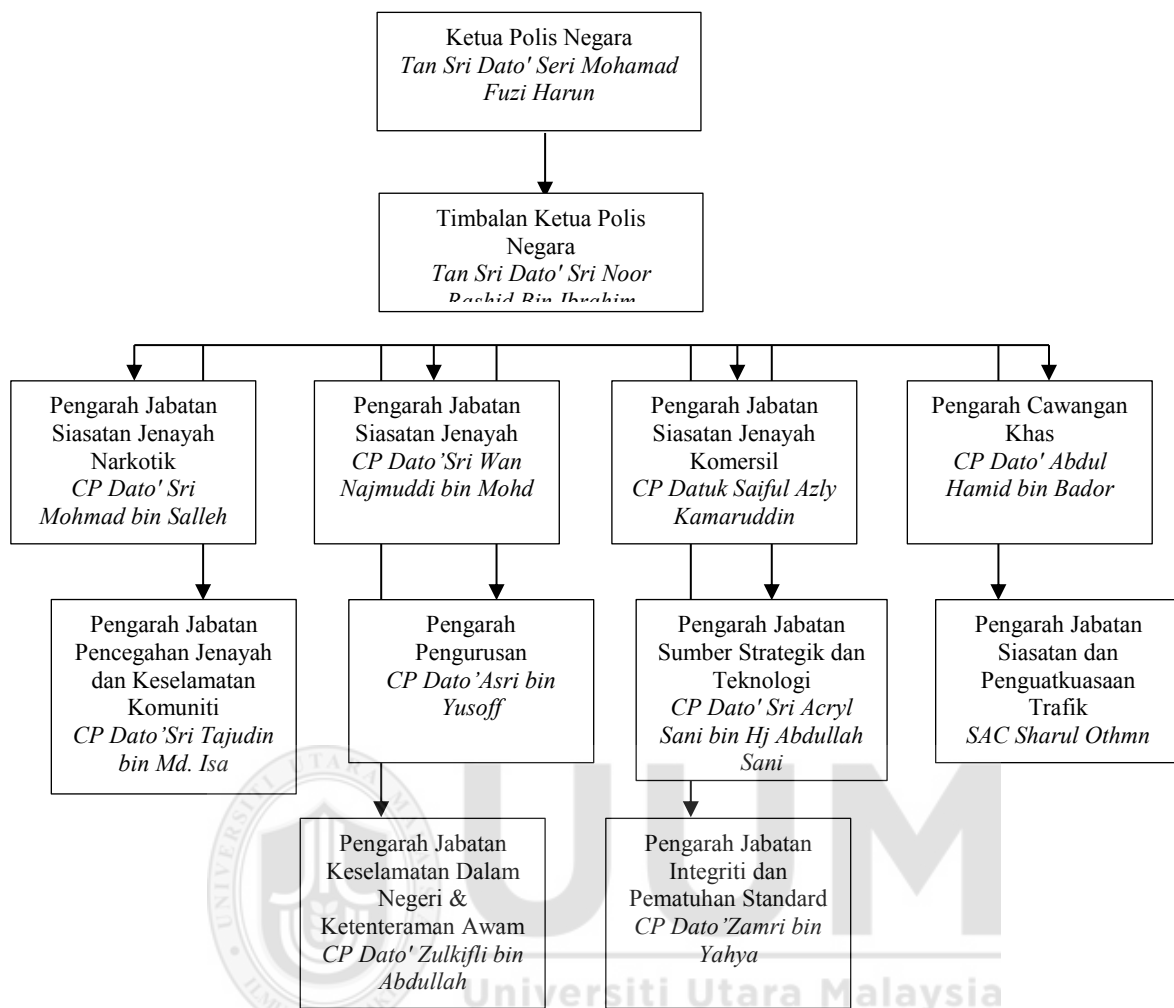 Ketua Polis Negara
Tan Sri Dato' Seri Mohamad
Fuzi Harun
Timbalan Ketua Polis
Negara
Tan Sri Dato' Sri Noor
Rashid Bin Ibrahim
Pengarah Jabatan
Siasatan Jenayah
Narkotik
CP Dato' Sri
Mohmad bin Salleh
Pengarah Jabatan
Siasatan Jenayah
CP Dato’Sri Wan
Najmuddi bin Mohd
Pengarah Jabatan
Siasatan Jenayah
Komersil
CP Datuk Saiful Azly
Kamaruddin
Pengarah Cawangan
Khas
CP Dato' Abdul
Hamid bin Bador
Pengarah Jabatan
Pencegahan Jenayah
dan Keselamatan
Komuniti
CP Dato’Sri Tajudin
bin Md. Isa
Pengarah
Pengurusan
CP Dato’Asri bin
Yusoff
Pengarah Jabatan
Sumber Strategik dan
Teknologi
CP Dato' Sri Acryl
Sani bin Hj Abdullah
Sani
Pengarah Jabatan
Siasatan dan
Penguatkuasaan
Trafik
SAC Sharul Othmn
Pengarah Jabatan
Keselamatan Dalam
Negeri &
Ketenteraman Awam
CP Dato' Zulkifli bin
Abdullah
Pengarah Jabatan
Integriti dan
Pematuhan Standard
CP Dato’Zamri bin
Yahya
UNIVERSITI UTARA
UUM
Universiti Utara Malaysia